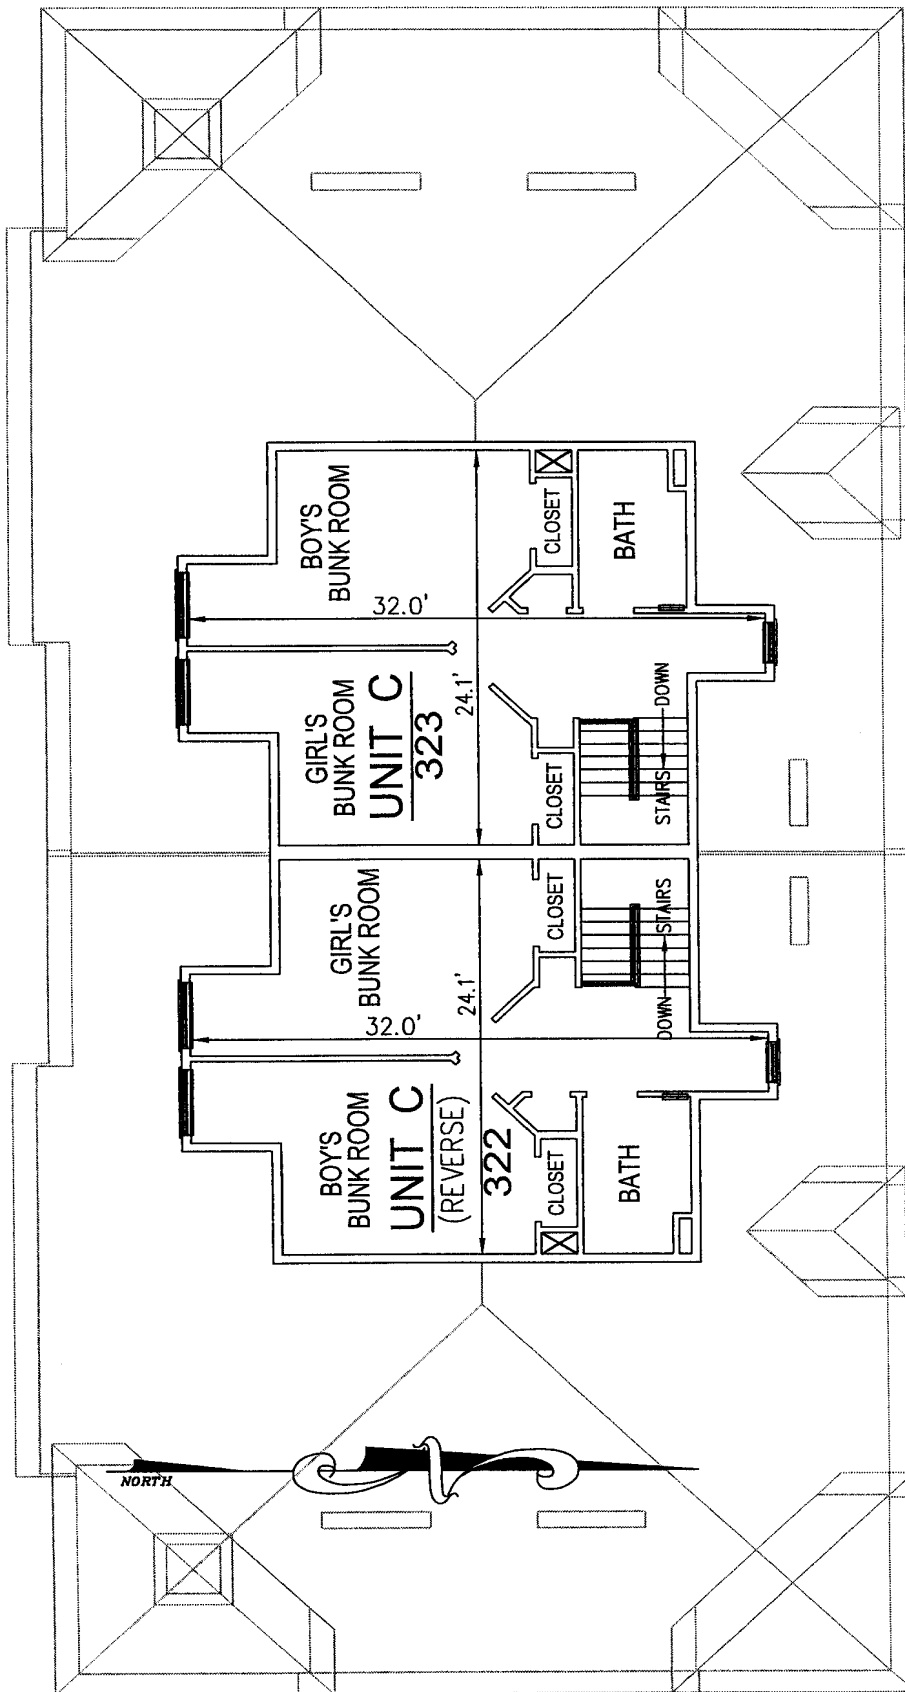 BOY'S
BUNK ROOM
CLOSET
BATH
32.0'
GIRL'S
BUNK ROOM
UNIT C
323
24.1'
CLOSET
STAIRS
DOWN
GIRL'S
BUNK ROOM
CLOSET
STAIRS
DOWN
32.0'
24.1'
BOY'S
BUNK ROOM
UNIT C
(REVERSE)
322
CLOSET
BATH
NORTH